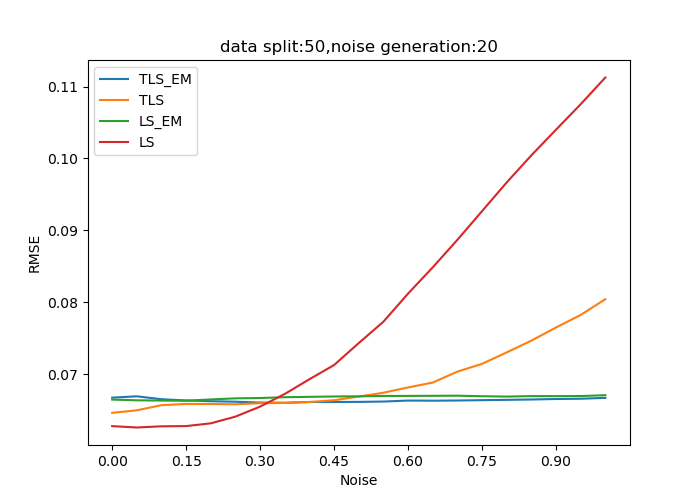 data split:50,noise generation:20
TLS_EM
TLS
LS_EM
LS
0.11
0.10
0.09
0.08
0.07
RMSE
0.00 0.15 0.30 0.45 0.60 0.75 0.90
Noise